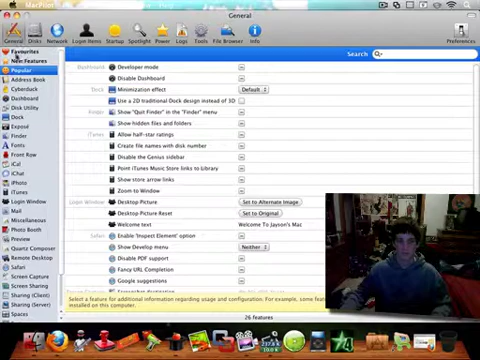 MacPilot
General
General
Disks
Network
Login Items
Startup
Spotlight
Power
Logs
Tools
File Browser
Info
Preferences
Favourites
New Features
Popular
Address Book
Cyberduck
Dashboard
Disk Utility
Dock
Exposé
Finder
Fonts
Front Row
iCal
iChat
iPhoto
iTunes
Login Window
Mail
Miscellaneous
Photo Booth
Preview
Quartz Composer
Remote Desktop
Safari
Screen Capture
Screen Sharing
Sharing (Client)
Sharing (Server)
Spaces
Search
Dashboard
Developer mode
Disable Dashboard
Dock
Minimization effect
Default
Use a 2D traditional Dock design instead of 3D
Finder
Show "Quit Finder" in the "Finder" menu
Show hidden files and folders
iTunes
Allow half-star ratings
Create file names with disk number
Disable the Genius sidebar
Point iTunes Music Store links to Library
Show store arrow links
Zoom to Window
Login Window
Desktop Picture
Set to Alternate Image
Desktop Picture Reset
Set to Original
Welcome text
Welcome To Jayson's Mac
Safari
Enable 'Inspect Element' option
Show Develop menu
Neither
Disable PDF support
Fancy URL Completion
Google suggestions
Select a feature for additional information regarding usage and configuration. For example, some fea
installed on this computer.
26 features